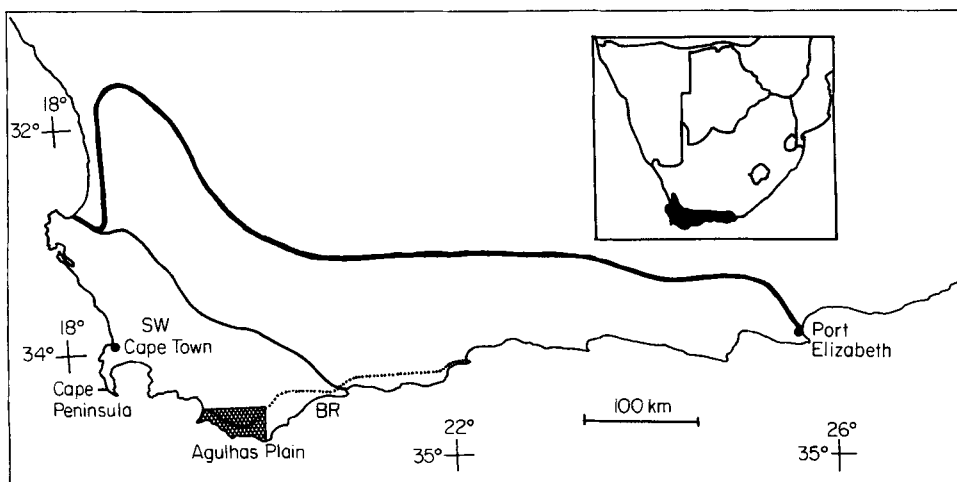 18°
32°
SW
18°
Cape Town
34°
Cape
Peninsula
Agulhas Plain
BR
22°
35°
100 km
Port
Elizabeth
26°
35°